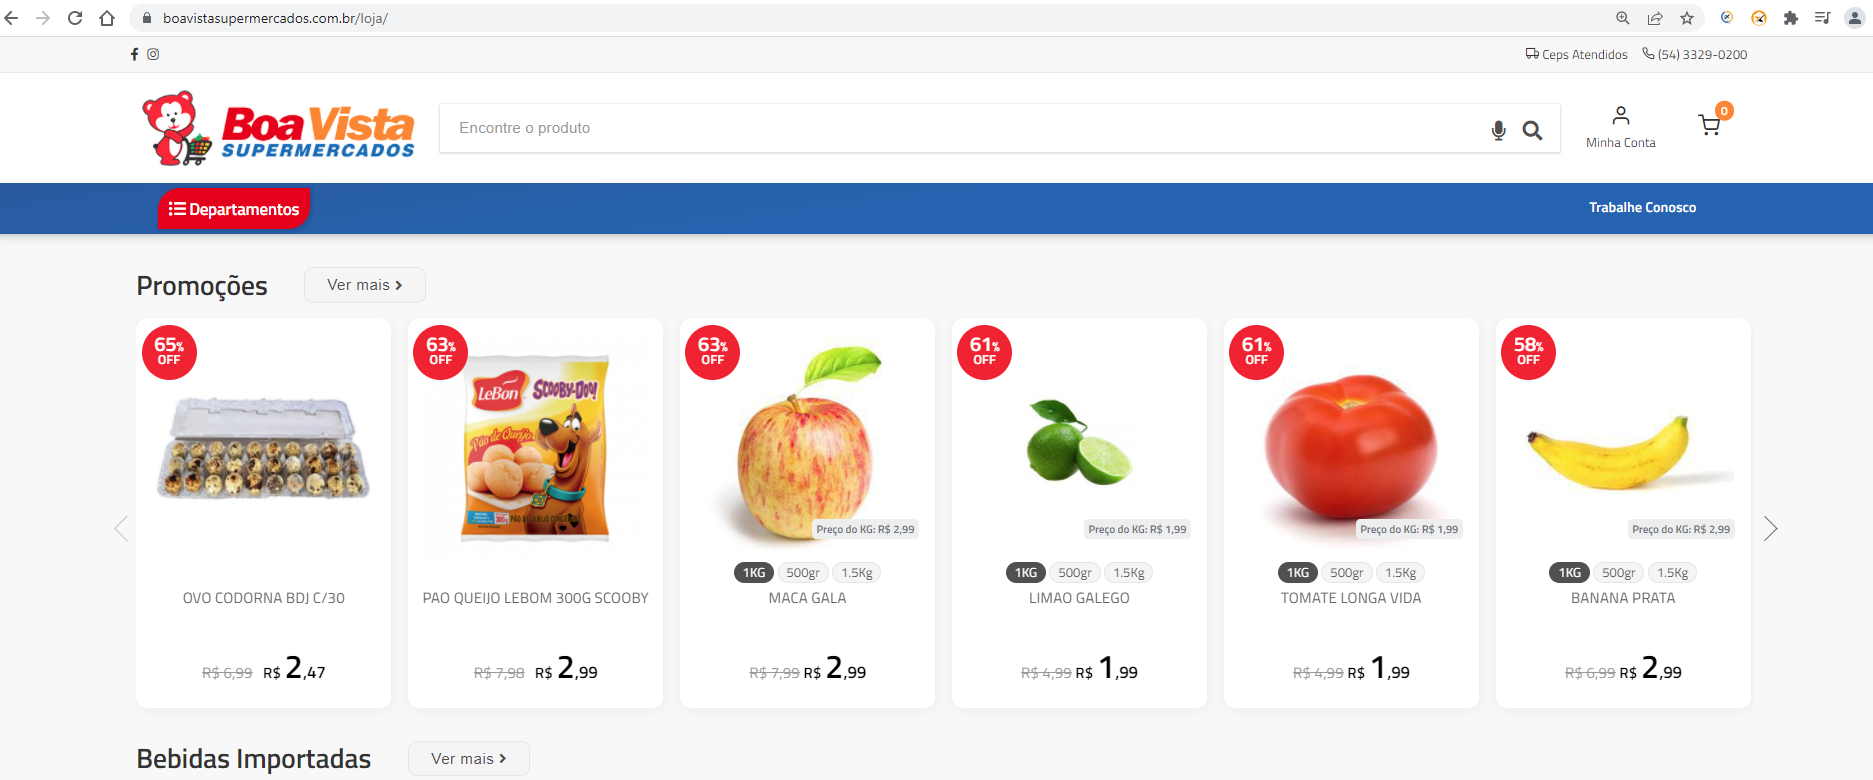 boavistasupermercados.com.br/loja/
Ceps Atendidos
(54) 3329-0200
Boa Vista
SUPERMERCADOS
Encontre o produto
Minha Conta
0
Departamentos
Trabalhe Conosco
Promoções
Ver mais
65%
OFF
OVO CODORNA BDJ C/30
R$ 6,99 R$ 2,47
63%
OFF
LeBon
SCOOBY-DOO!
Pão de Queijo
300g
PAO QUEIJO LEBOM 300G SCOOBY
R$ 7,98 R$ 2,99
63%
OFF
Preço do KG: R$ 2,99
1KG 500gr 1.5Kg
MACA GALA
R$ 7,99 R$ 2,99
61%
OFF
Preço do KG: R$ 1,99
1KG 500gr 1.5Kg
LIMAO GALEGO
R$ 4,99 R$ 1,99
61%
OFF
Preço do KG: R$ 1,99
1KG 500gr 1.5Kg
TOMATE LONGA VIDA
R$ 4,99 R$ 1,99
58%
OFF
Preço do KG: R$ 2,99
1KG 500gr 1.5Kg
BANANA PRATA
R$ 6,99 R$ 2,99
Bebidas Importadas
Ver mais